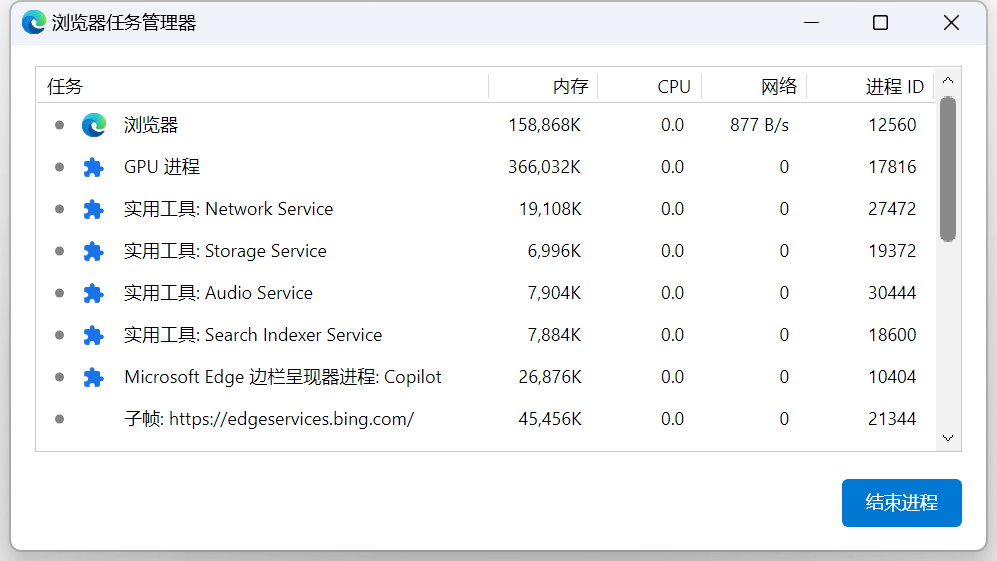 浏览器任务管理器
任务 内存 CPU 网络 进程 ID
浏览器 158,868K 0.0 877 B/s 12560
GPU 进程 366,032K 0.0 0 17816
实用工具: Network Service 19,108K 0.0 0 27472
实用工具: Storage Service 6,996K 0.0 0 19372
实用工具: Audio Service 7,904K 0.0 0 30444
实用工具: Search Indexer Service 7,884K 0.0 0 18600
Microsoft Edge 边栏呈现器进程: Copilot 26,876K 0.0 0 10404
子帧: https://edgeservices.bing.com/ 45,456K 0.0 0 21344
结束进程